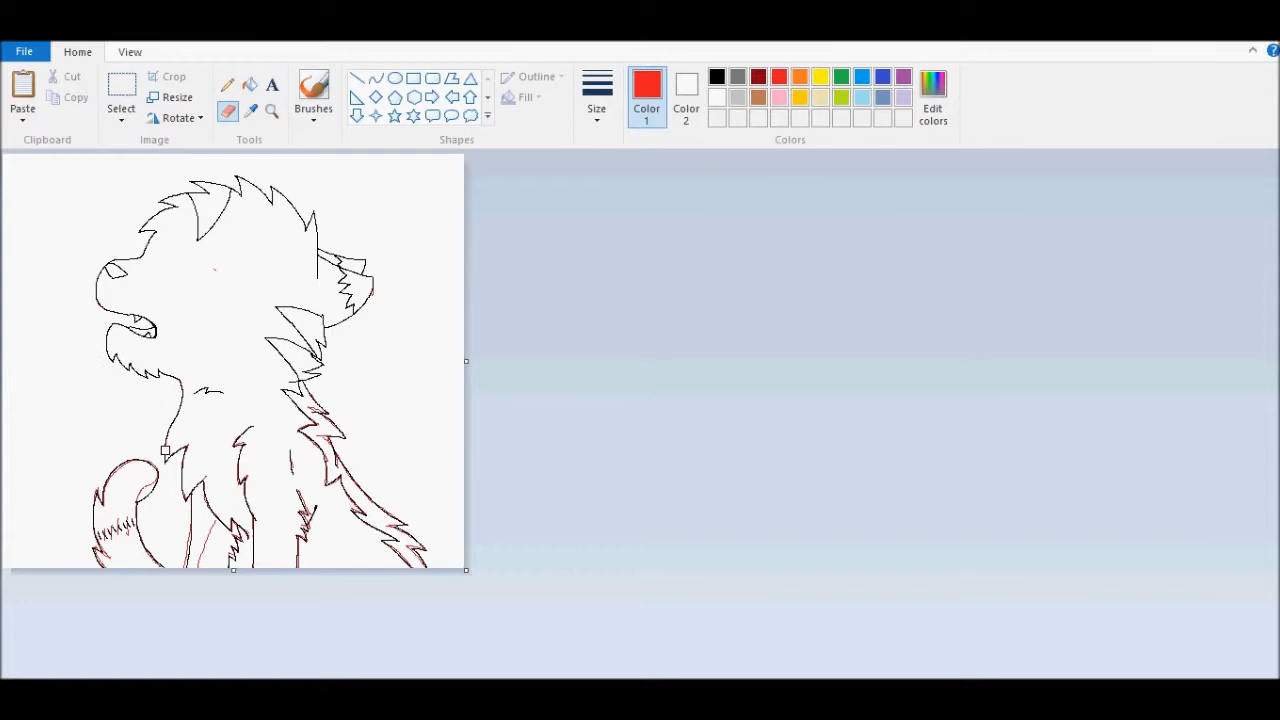 File Home View ?
Cut Crop Outline
Copy Resize Fill
Paste Select Rotate Brushes Size Color 1 Color 2 Edit colors
Clipboard Image Tools Shapes Colors